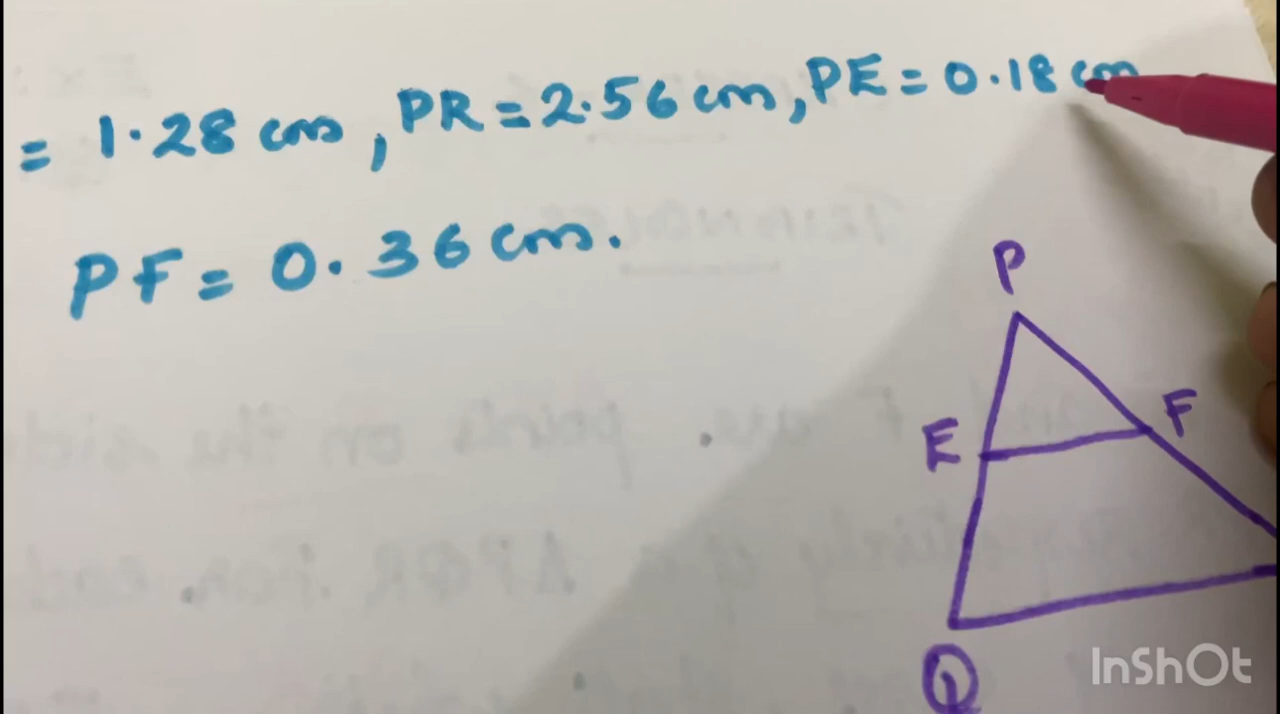 = 1.28 cm, PR = 2.56 cm, PE = 0.18 cm
PF = 0.36 cm.
P
E
F
Q
InShOt